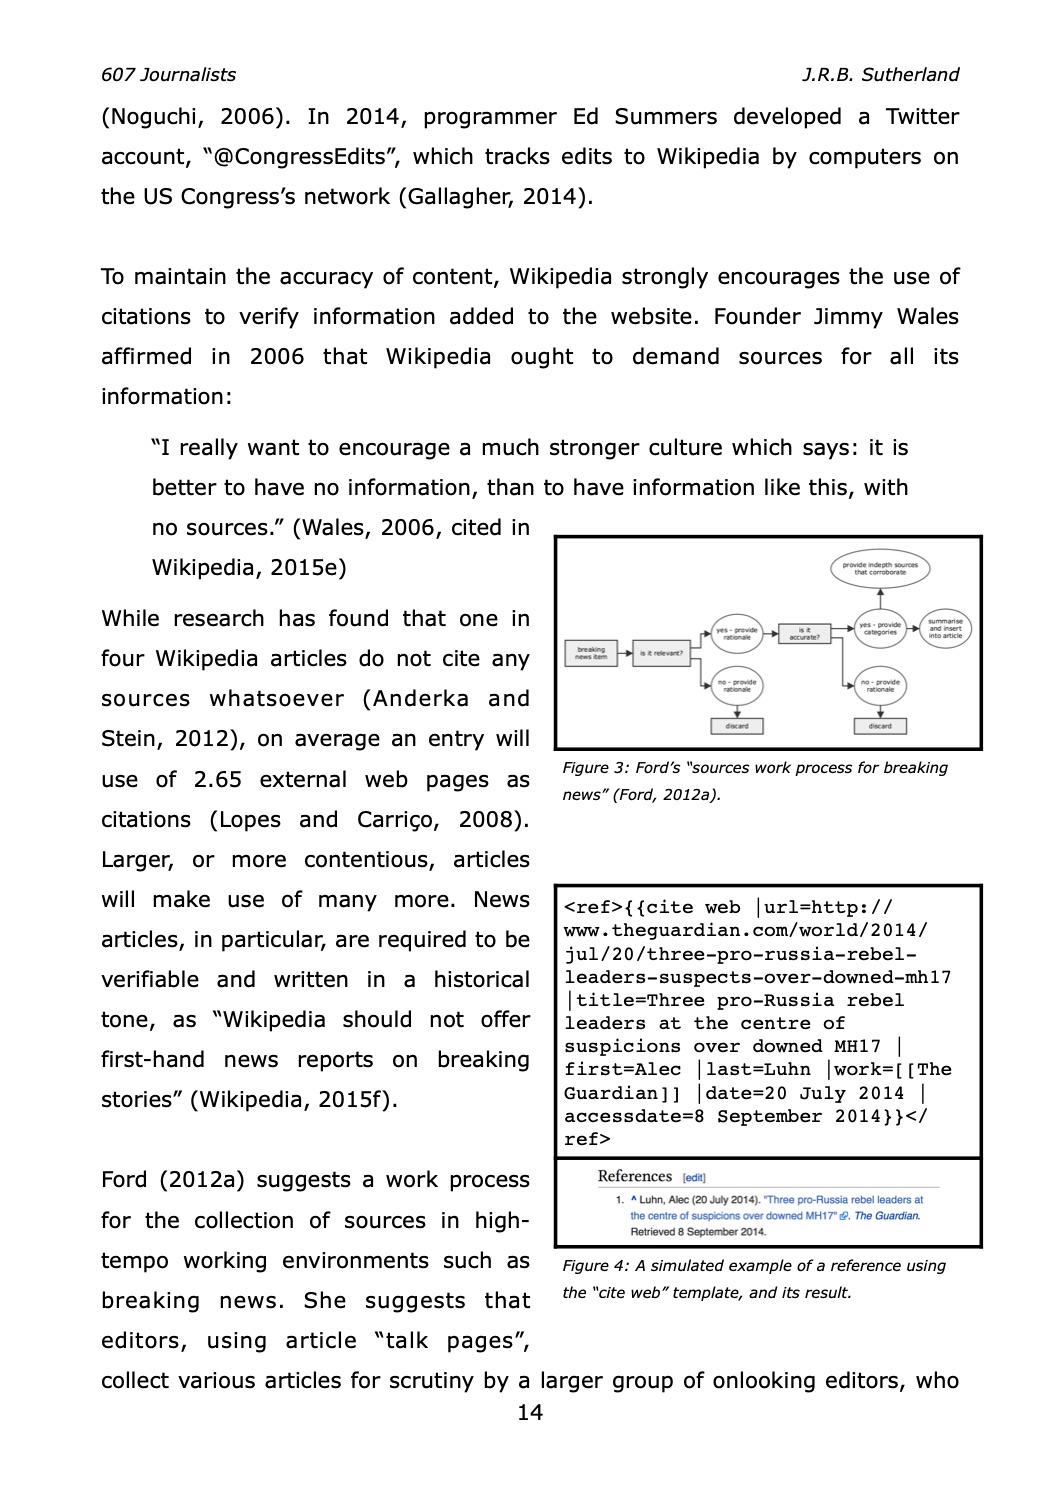 607 Journalists
J.R.B. Sutherland
(Noguchi, 2006). In 2014, programmer Ed Summers developed a Twitter
account, “@CongressEdits”, which tracks edits to Wikipedia by computers on
the US Congress’s network (Gallagher, 2014).
To maintain the accuracy of content, Wikipedia strongly encourages the use of
citations to verify information added to the website. Founder Jimmy Wales
affirmed in 2006 that Wikipedia ought to demand sources for all its
information:
“I really want to encourage a much stronger culture which says: it is
better to have no information, than to have information like this, with
no sources.” (Wales, 2006, cited in
Wikipedia, 2015e)
While research has found that one in
four Wikipedia articles do not cite any
sources whatsoever (Anderka and
Stein, 2012), on average an entry will
use of 2.65 external web pages as
citations (Lopes and Carriço, 2008).
Larger, or more contentious, articles
will make use of many more. News
articles, in particular, are required to be
verifiable and written in a historical
tone, as “Wikipedia should not offer
first-hand news reports on breaking
stories” (Wikipedia, 2015f).
Ford (2012a) suggests a work process
for the collection of sources in high-
tempo working environments such as
breaking news. She suggests that
editors, using article “talk pages”,
collect various articles for scrutiny by a larger group of onlooking editors, who
breaking
news item
is it relevant?
yes - provide
rationale
no - provide
rationale
discard
is it
accurate?
yes - provide
categories
provide indepth sources
that corroborate
summarise
and insert
into article
no - provide
rationale
discard
Figure 3: Ford’s “sources work process for breaking
news” (Ford, 2012a).
<ref>{{cite web |url=http://
www.theguardian.com/world/2014/
jul/20/three-pro-russia-rebel-
leaders-suspects-over-downed-mh17
|title=Three pro-Russia rebel
leaders at the centre of
suspicions over downed MH17 |
first=Alec |last=Luhn |work=[[The
Guardian]] |date=20 July 2014 |
accessdate=8 September 2014}}</
ref>
References [edit]
1. ^ Luhn, Alec (20 July 2014). "Three pro-Russia rebel leaders at
the centre of suspicions over downed MH17". The Guardian.
Retrieved 8 September 2014.
Figure 4: A simulated example of a reference using
the “cite web” template, and its result.
14